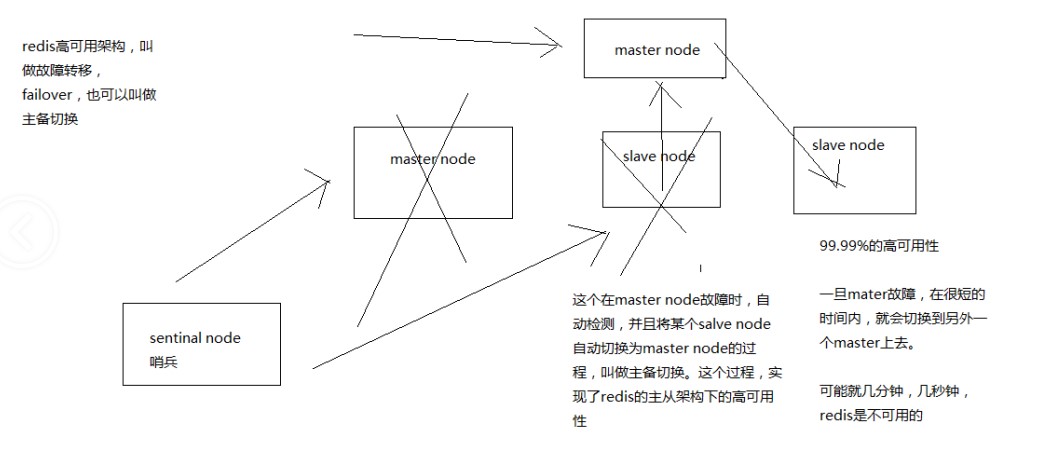 redis高可用架构，叫
做故障转移，
failover，也可以叫做
主备切换
master node
master node
slave node
slave node
sentinal node
哨兵
这个在master node故障时，自
动检测，并且将某个salve node
自动切换为master node的过
程，叫做主备切换。这个过程，实
现了redis的主从架构下的高可用
性
99.99%的高可用性
一旦mater故障，在很短的
时间内，就会切换到另外一
个master上去。
可能就几分钟，几秒钟，
redis是不可用的